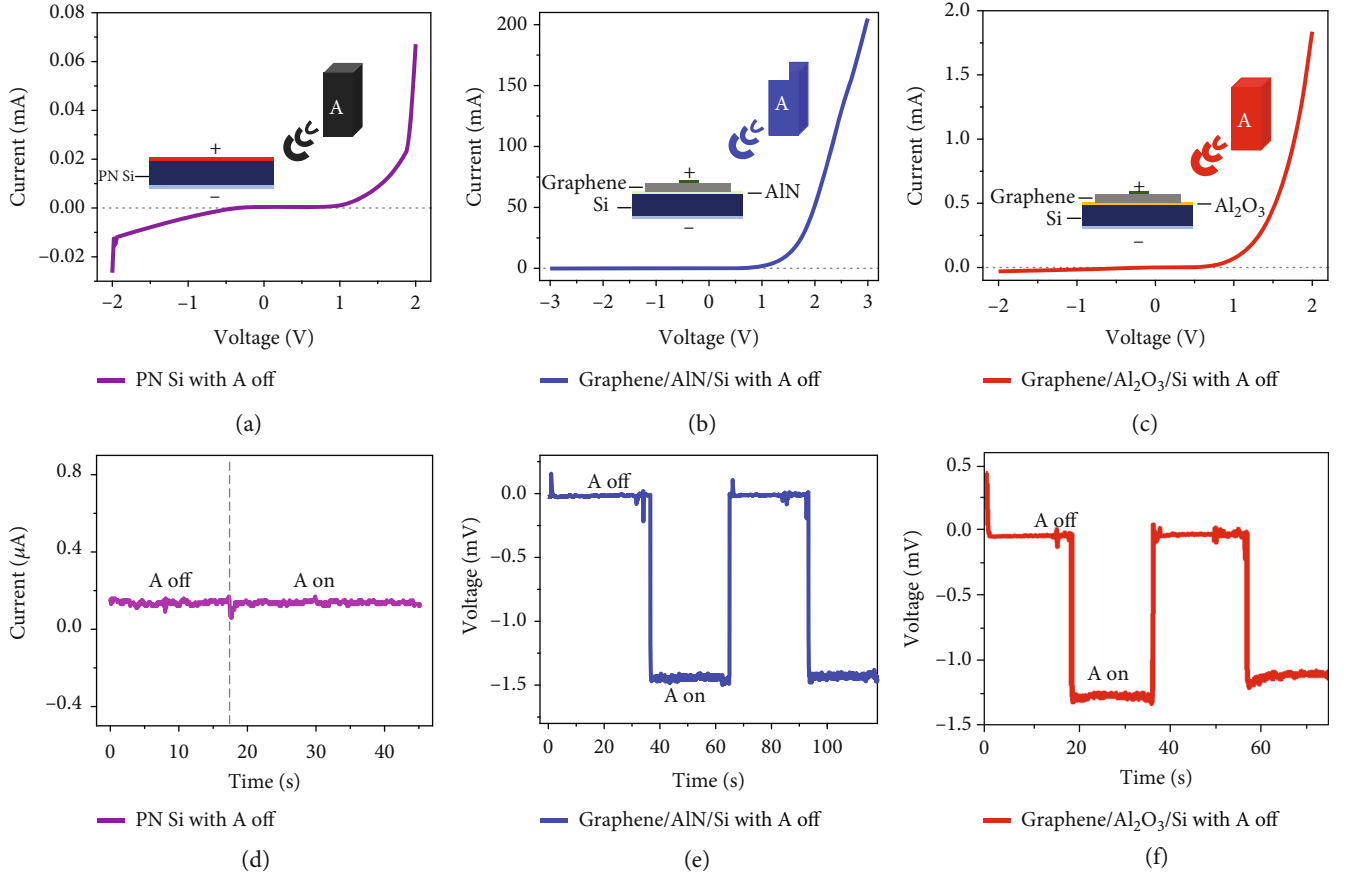 0.08
0.06
0.04
0.02
0.00
−0.02
Current (mA)
A
+
PN Si
−
−2
−1
0
1
2
Voltage (V)
PN Si with A off
(a)
200
150
100
50
0
Current (mA)
A
+
Graphene
AlN
Si
−
−3
−2
−1
0
1
2
3
Voltage (V)
Graphene/AlN/Si with A off
(b)
2.0
1.5
1.0
0.5
0.0
Current (mA)
A
+
Graphene
Al₂O₃
Si
−
−2
−1
0
1
2
Voltage (V)
Graphene/Al₂O₃/Si with A off
(c)
0.8
0.4
0.0
−0.4
Current (μA)
A off
A on
0
10
20
30
40
Time (s)
PN Si with A off
(d)
0.0
−0.5
−1.0
−1.5
Voltage (mV)
A off
A on
0
20
40
60
80
100
Time (s)
Graphene/AlN/Si with A off
(e)
0.5
0.0
−0.5
−1.0
−1.5
Voltage (mV)
A off
A on
0
20
40
60
Time (s)
Graphene/Al₂O₃/Si with A off
(f)